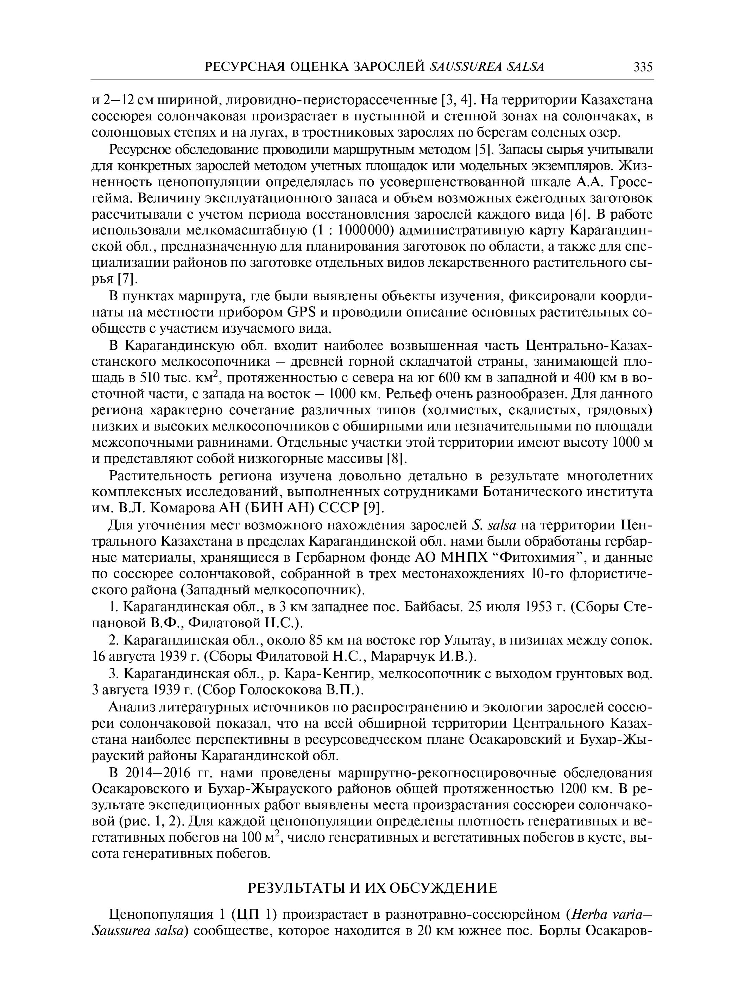 РЕСУРСНАЯ ОЦЕНКА ЗАРОСЛЕЙ SAUSSUREA SALSA 335
и 2–12 см шириной, лировидно-перисторассеченные [3, 4]. На территории Казахстана
соссюрея солончаковая произрастает в пустынной и степной зонах на солончаках, в
солонцовых степях и на лугах, в тростниковых зарослях по берегам соленых озер.
Ресурсное обследование проводили маршрутным методом [5]. Запасы сырья учитывали
для конкретных зарослей методом учетных площадок или модельных экземпляров. Жиз-
ненность ценопопуляции определялась по усовершенствованной шкале А.А. Гросс-
гейма. Величину эксплуатационного запаса и объем возможных ежегодных заготовок
рассчитывали с учетом периода восстановления зарослей каждого вида [6]. В работе
использовали мелкомасштабную (1 : 1000000) административную карту Карагандин-
ской обл., предназначенную для планирования заготовок по области, а также для спе-
циализации районов по заготовке отдельных видов лекарственного растительного сы-
рья [7].
В пунктах маршрута, где были выявлены объекты изучения, фиксировали коорди-
наты на местности прибором GPS и проводили описание основных растительных со-
обществ с участием изучаемого вида.
В Карагандинскую обл. входит наиболее возвышенная часть Центрально-Казах-
станского мелкосопочника – древней горной складчатой страны, занимающей пло-
щадь в 510 тыс. км², протяженностью с севера на юг 600 км в западной и 400 км в во-
сточной части, с запада на восток – 1000 км. Рельеф очень разнообразен. Для данного
региона характерно сочетание различных типов (холмистых, скалистых, грядовых)
низких и высоких мелкосопочников с обширными или незначительными по площади
межсопочными равнинами. Отдельные участки этой территории имеют высоту 1000 м
и представляют собой низкогорные массивы [8].
Растительность региона изучена довольно детально в результате многолетних
комплексных исследований, выполненных сотрудниками Ботанического института
им. В.Л. Комарова АН (БИН АН) СССР [9].
Для уточнения мест возможного нахождения зарослей S. salsa на территории Цен-
трального Казахстана в пределах Карагандинской обл. нами были обработаны гербар-
ные материалы, хранящиеся в Гербарном фонде АО МНПХ “Фитохимия”, и данные
по соссюрее солончаковой, собранной в трех местонахождениях 10-го флористиче-
ского района (Западный мелкосопочник).
1. Карагандинская обл., в 3 км западнее пос. Байбасы. 25 июля 1953 г. (Сборы Сте-
пановой В.Ф., Филатовой Н.С.).
2. Карагандинская обл., около 85 км на востоке гор Улытау, в низинах между сопок.
16 августа 1939 г. (Сборы Филатовой Н.С., Марарчук И.В.).
3. Карагандинская обл., р. Кара-Кенгир, мелкосопочник с выходом грунтовых вод.
3 августа 1939 г. (Сбор Голоскокова В.П.).
Анализ литературных источников по распространению и экологии зарослей соссю-
реи солончаковой показал, что на всей обширной территории Центрального Казах-
стана наиболее перспективны в ресурсоведческом плане Осакаровский и Бухар-Жы-
рауский районы Карагандинской обл.
В 2014–2016 гг. нами проведены маршрутно-рекогносцировочные обследования
Осакаровского и Бухар-Жырауского районов общей протяженностью 1200 км. В ре-
зультате экспедиционных работ выявлены места произрастания соссюреи солончако-
вой (рис. 1, 2). Для каждой ценопопуляции определены плотность генеративных и ве-
гетативных побегов на 100 м², число генеративных и вегетативных побегов в кусте, вы-
сота генеративных побегов.
РЕЗУЛЬТАТЫ И ИХ ОБСУЖДЕНИЕ
Ценопопуляция 1 (ЦП 1) произрастает в разнотравно-соссюрейном (Herba varia–
Saussurea salsa) сообществе, которое находится в 20 км южнее пос. Борлы Осакаров-